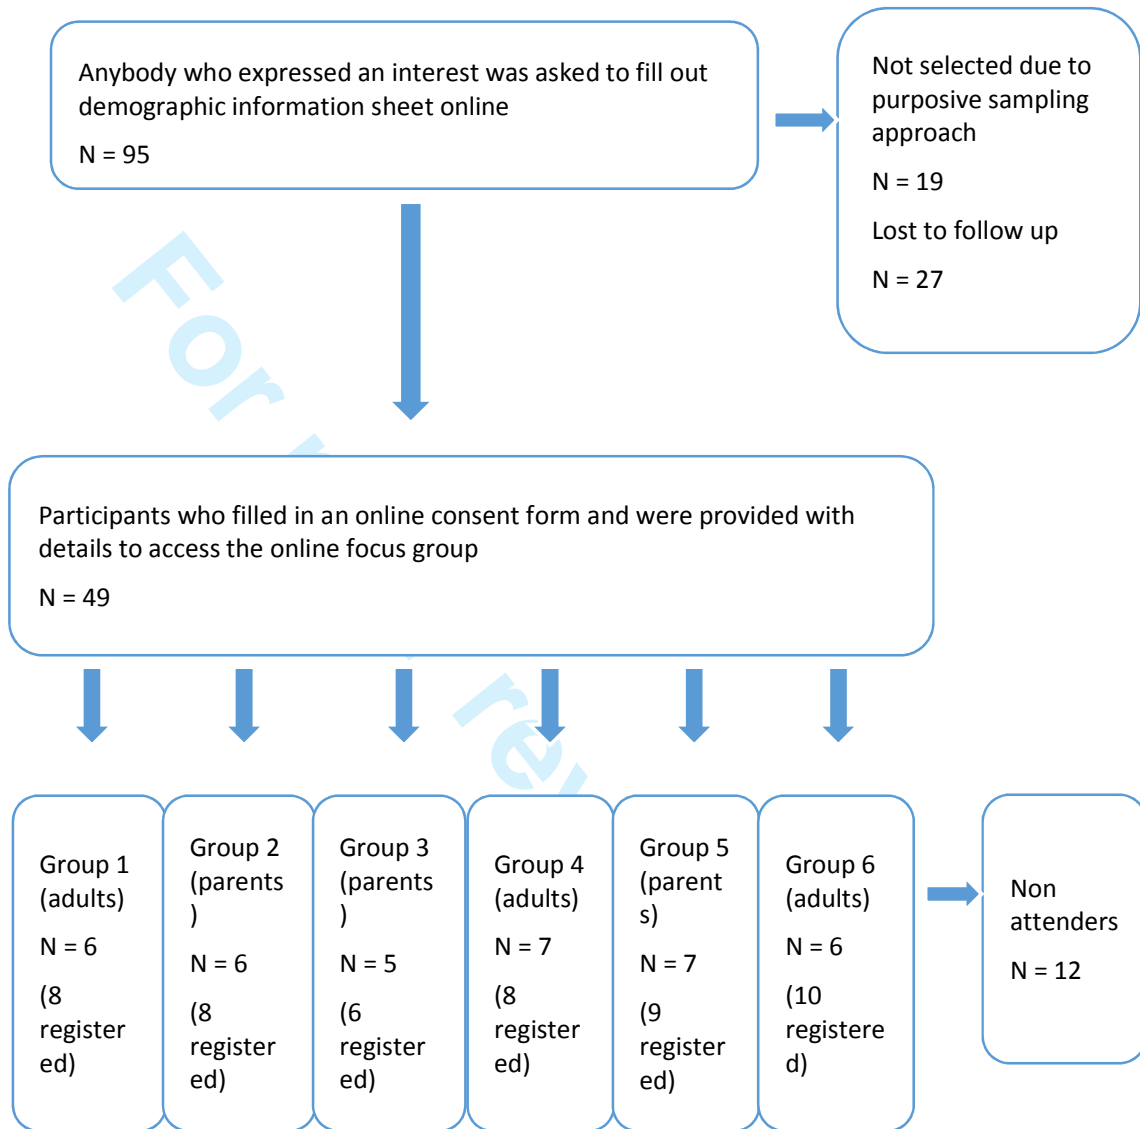 Anybody who expressed an interest was asked to fill out
demographic information sheet online
N = 95
Not selected due to
purposive sampling
approach
N = 19
Lost to follow up
N = 27
Participants who filled in an online consent form and were provided with
details to access the online focus group
N = 49
Group 1
(adults)
N = 6
(8
register
ed)
Group 2
(parents
)
N = 6
(8
register
ed)
Group 3
(parents
)
N = 5
(6
register
ed)
Group 4
(adults)
N = 7
(8
register
ed)
Group 5
(parent
s)
N = 7
(9
register
ed)
Group 6
(adults)
N = 6
(10
registere
d)
Non
attenders
N = 12
For